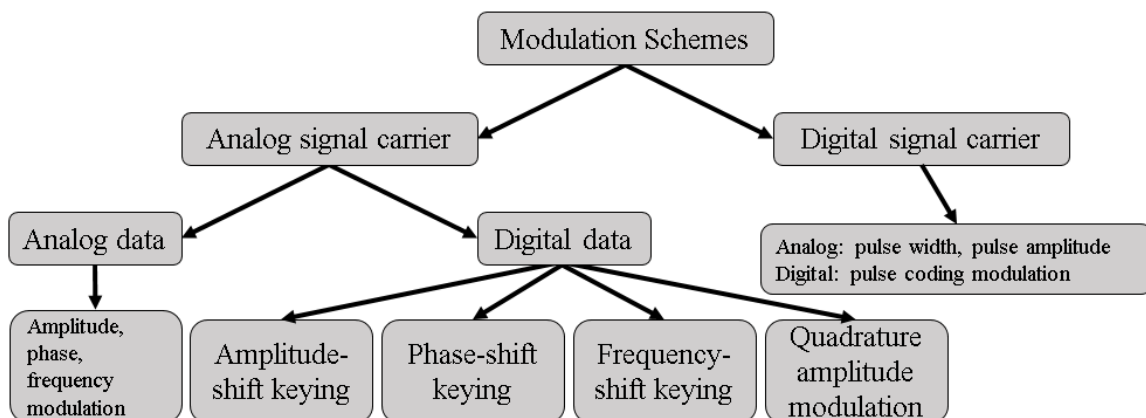 Modulation Schemes
Analog signal carrier
Digital signal carrier
Analog data
Digital data
Analog: pulse width, pulse amplitude
Digital: pulse coding modulation
Amplitude,
phase,
frequency
modulation
Amplitude-
shift keying
Phase-shift
keying
Frequency-
shift keying
Quadrature
amplitude
modulation